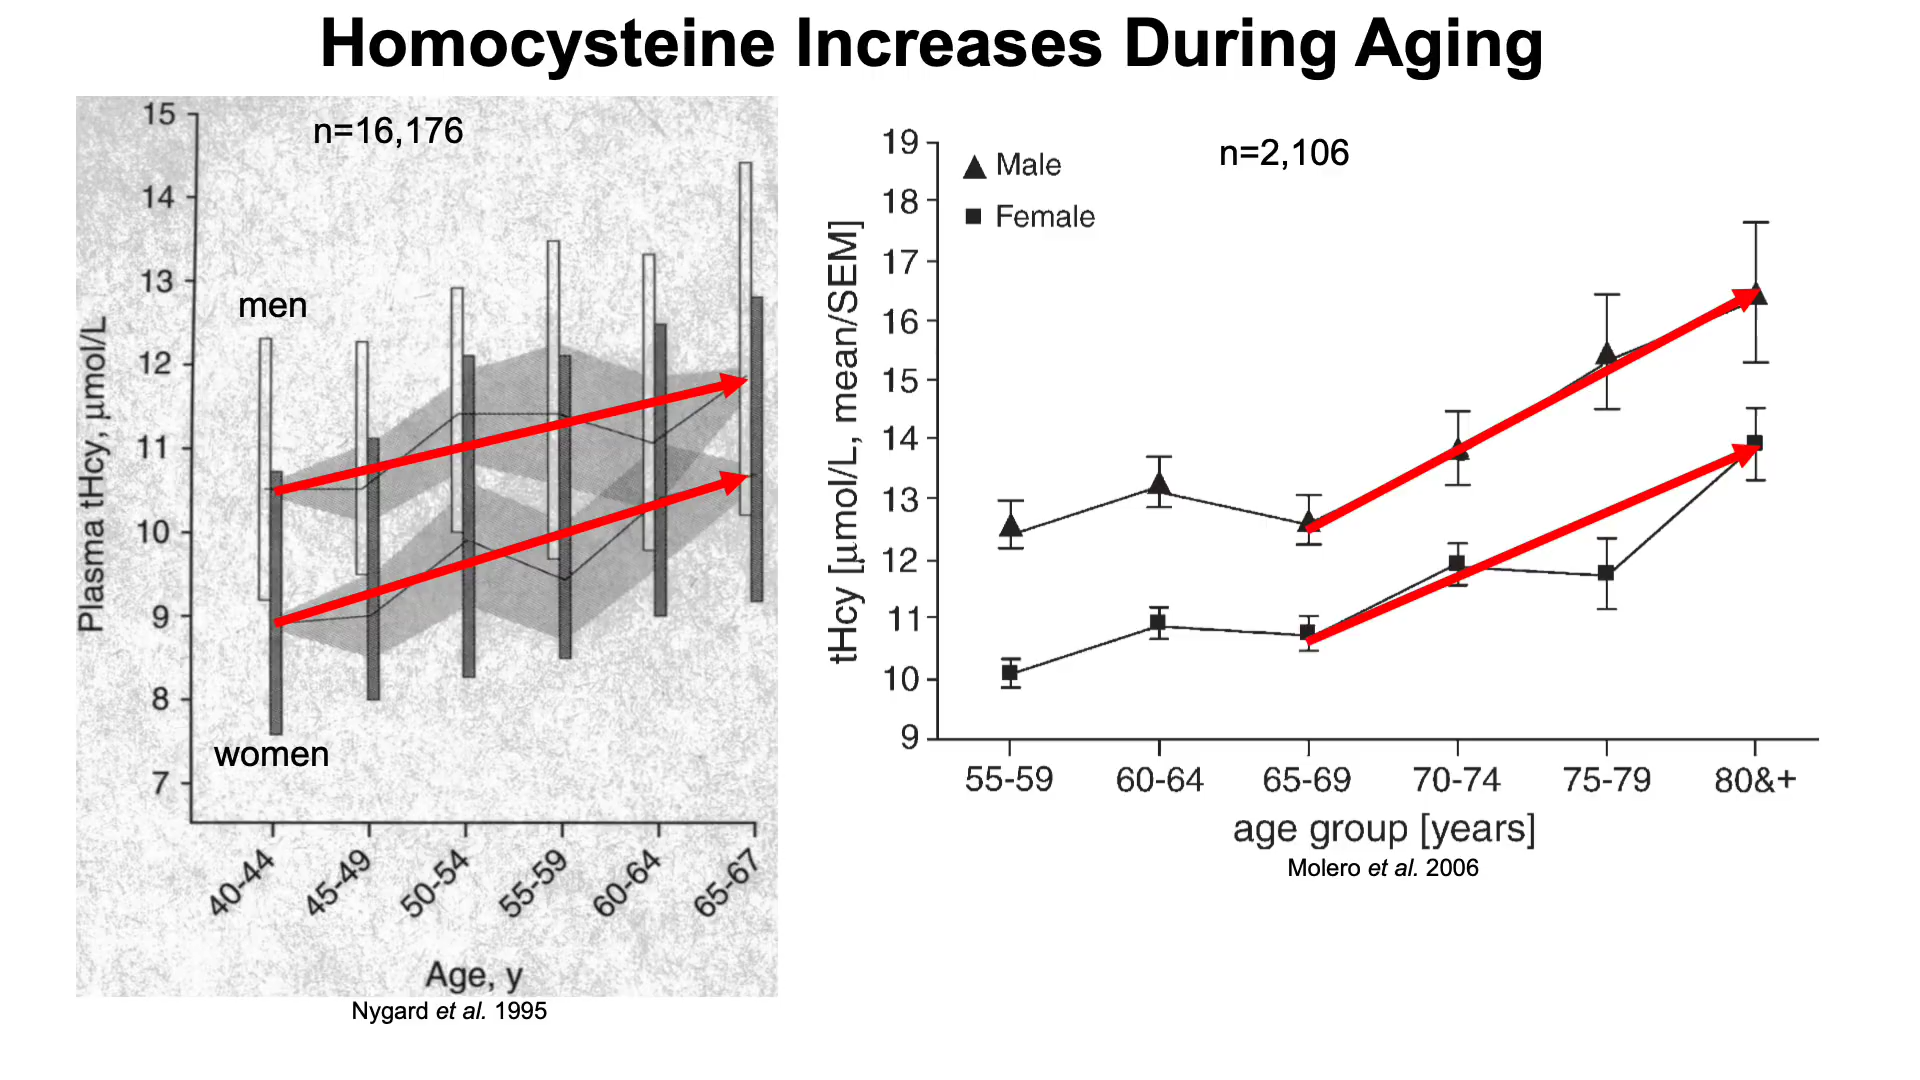 Homocysteine Increases During Aging
n=16,176
15
14
13
12
11
10
9
8
7
Plasma tHcy, μmol/L
men
women
40-44
45-49
50-54
55-59
60-64
65-67
Age, y
Nygard et al. 1995
n=2,106
Male
Female
19
18
17
16
15
14
13
12
11
10
9
tHcy [μmol/L, mean/SEM]
55-59
60-64
65-69
70-74
75-79
80&+
age group [years]
Molero et al. 2006